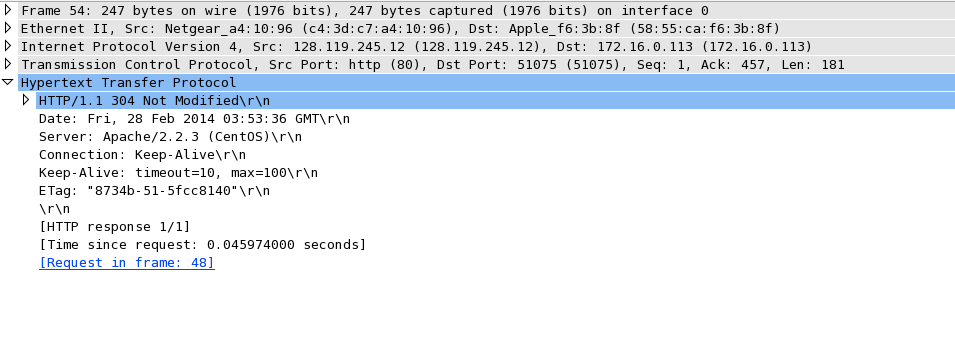 Frame 54: 247 bytes on wire (1976 bits), 247 bytes captured (1976 bits) on interface 0
Ethernet II, Src: Netgear_a4:10:96 (c4:3d:c7:a4:10:96), Dst: Apple_f6:3b:8f (58:55:ca:f6:3b:8f)
Internet Protocol Version 4, Src: 128.119.245.12 (128.119.245.12), Dst: 172.16.0.113 (172.16.0.113)
Transmission Control Protocol, Src Port: http (80), Dst Port: 51075 (51075), Seq: 1, Ack: 457, Len: 181
Hypertext Transfer Protocol
HTTP/1.1 304 Not Modified\r\n
Date: Fri, 28 Feb 2014 03:53:36 GMT\r\n
Server: Apache/2.2.3 (CentOS)\r\n
Connection: Keep-Alive\r\n
Keep-Alive: timeout=10, max=100\r\n
ETag: "8734b-51-5fcc8140"\r\n
\r\n
[HTTP response 1/1]
[Time since request: 0.045974000 seconds]
[Request in frame: 48]